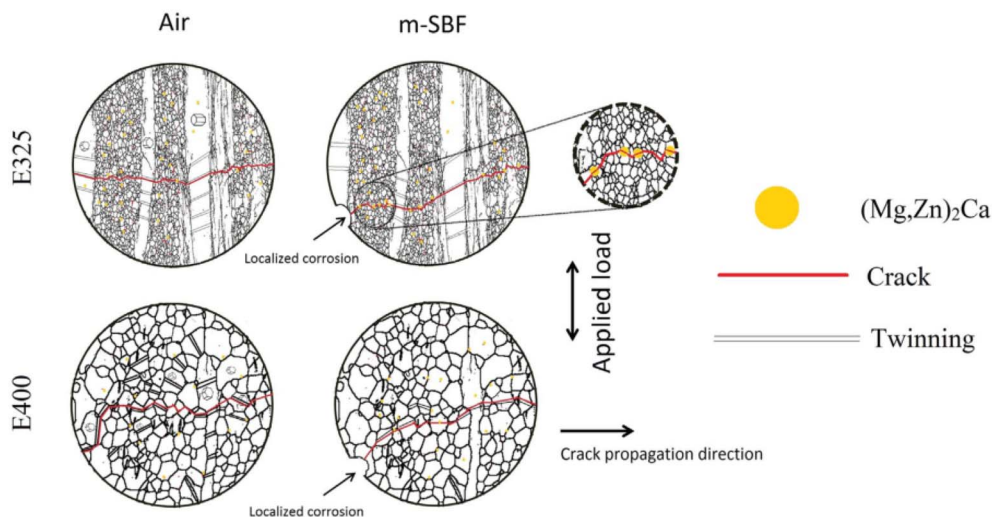 Air
m-SBF
E325
Localized corrosion
(Mg,Zn)₂Ca
Crack
Twinning
Applied load
E400
Crack propagation direction
Localized corrosion